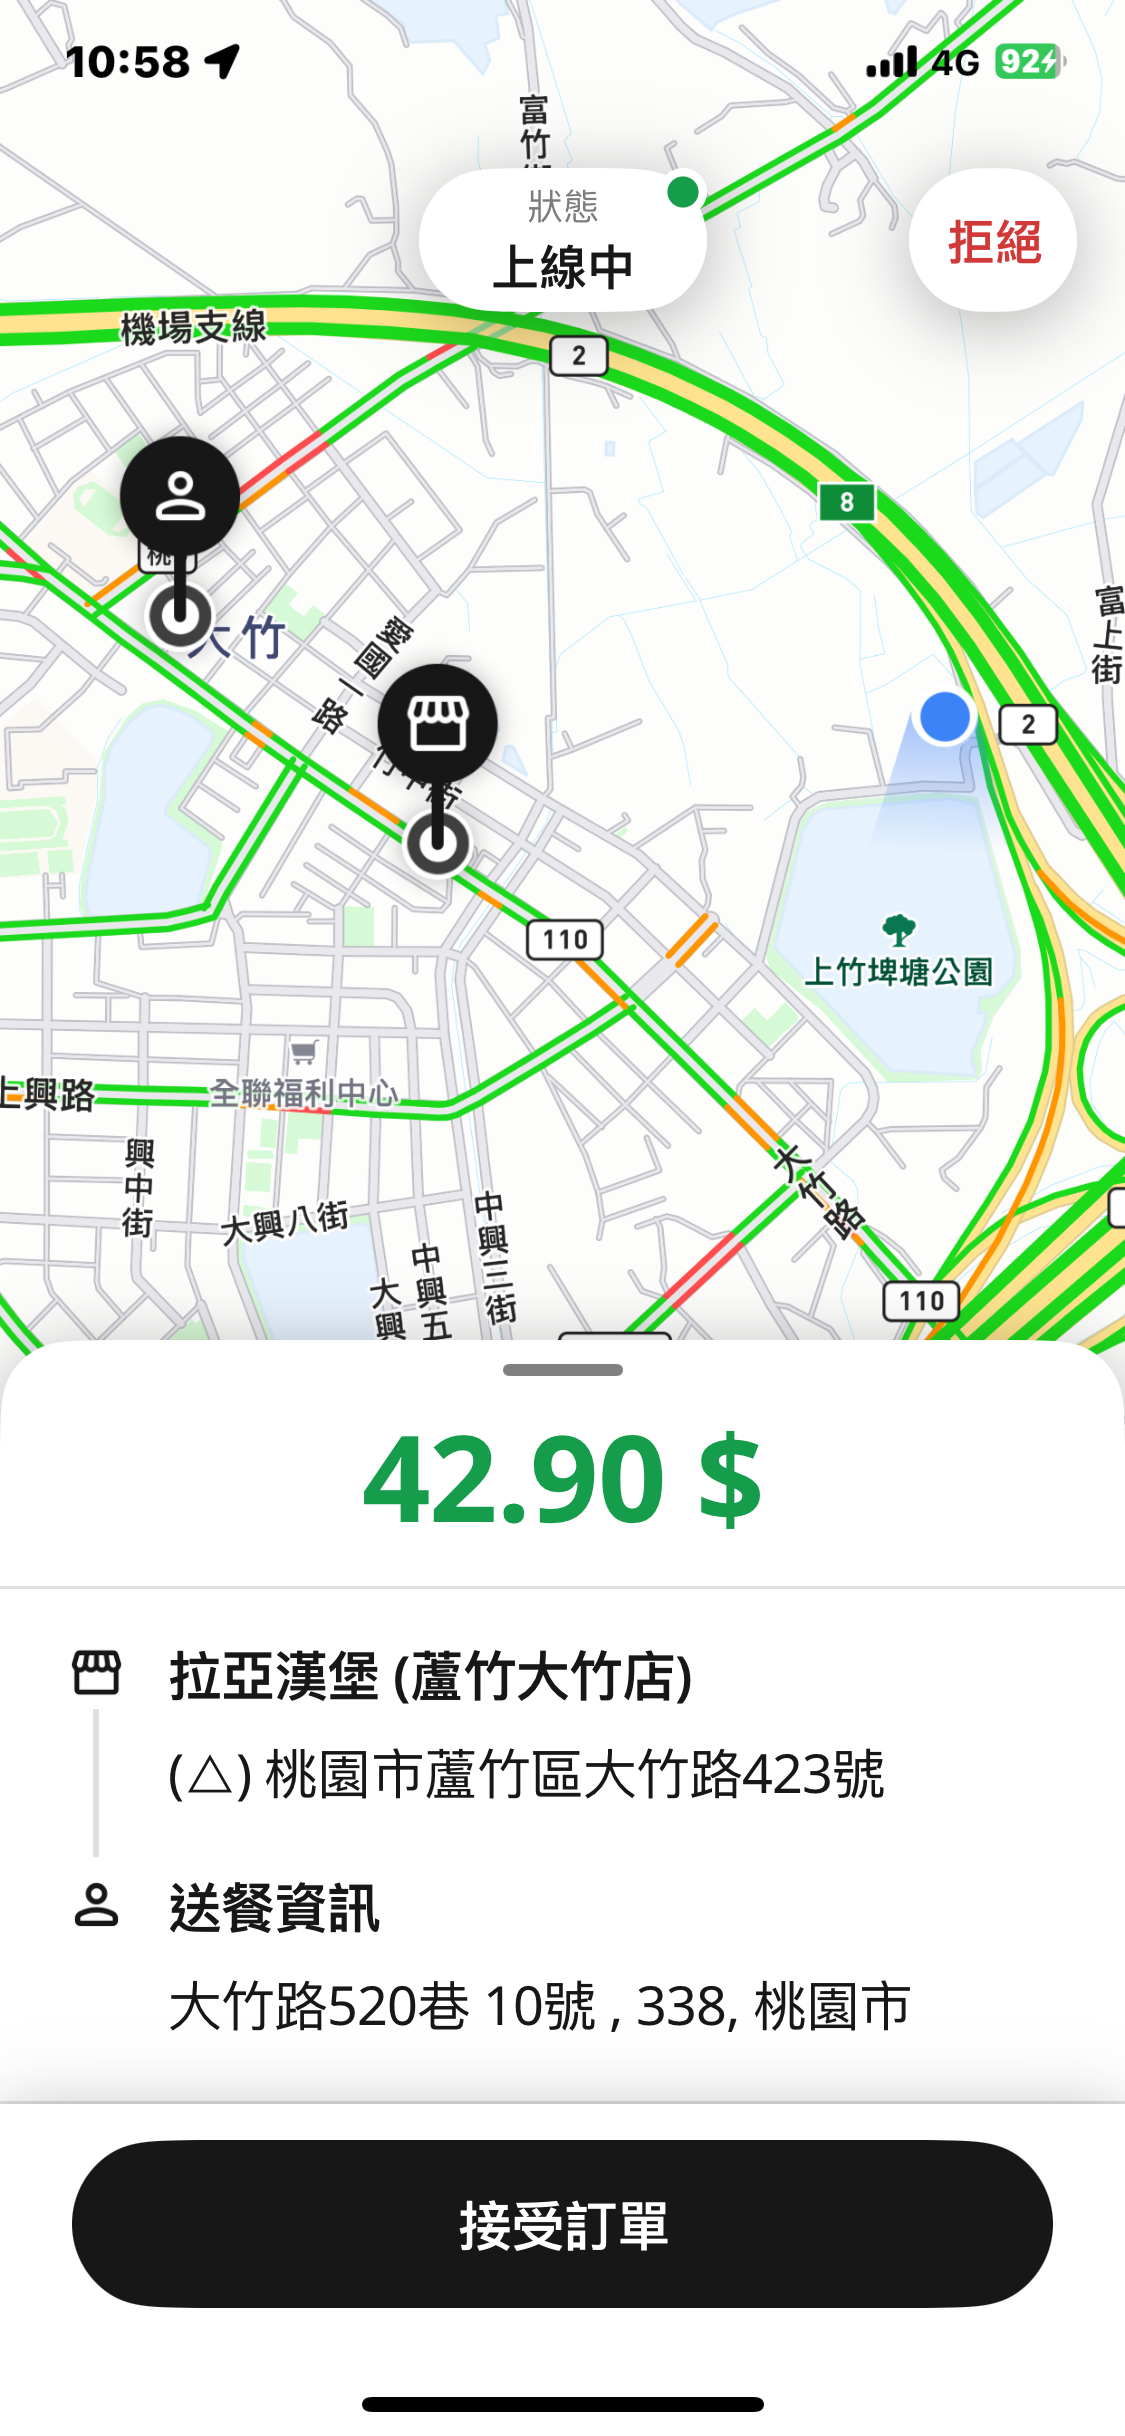 10:58
4G
92
富竹街
狀態
上線中
拒絕
機場支線
2
8
富上街
大竹
愛國一路
2
110
上竹埤塘公園
上興路
全聯福利中心
興中街
大興八街
中興三街
中興五
大興
大竹路
110
42.90 $
拉亞漢堡 (蘆竹大竹店)
(△) 桃園市蘆竹區大竹路423號
送餐資訊
大竹路520巷 10號 , 338, 桃園市
接受訂單